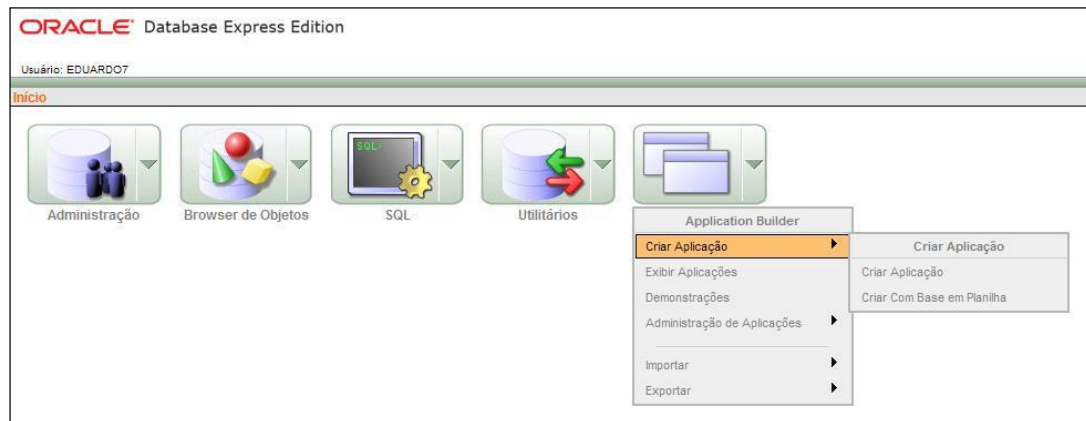 ORACLE Database Express Edition
Usuário: EDUARDO7
Início
SQL>
Administração
Browser de Objetos
SQL
Utilitários
Application Builder
Criar Aplicação
Exibir Aplicações
Demonstrações
Administração de Aplicações
Importar
Exportar
Criar Aplicação
Criar Aplicação
Criar Com Base em Planilha